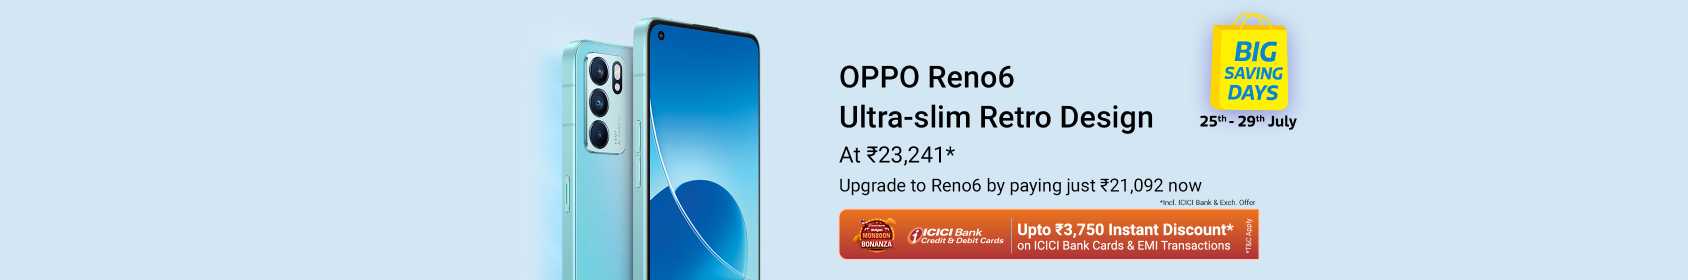 OPPO Reno6
Ultra-slim Retro Design
At ₹23,241*
Upgrade to Reno6 by paying just ₹21,092 now
*Incl. ICICI Bank & Exch. Offer
BIG
SAVING
DAYS
25th - 29th July
MONSOON
BONANZA
ICICI Bank
Credit & Debit Cards
Upto ₹3,750 Instant Discount*
on ICICI Bank Cards & EMI Transactions
*T&C Apply